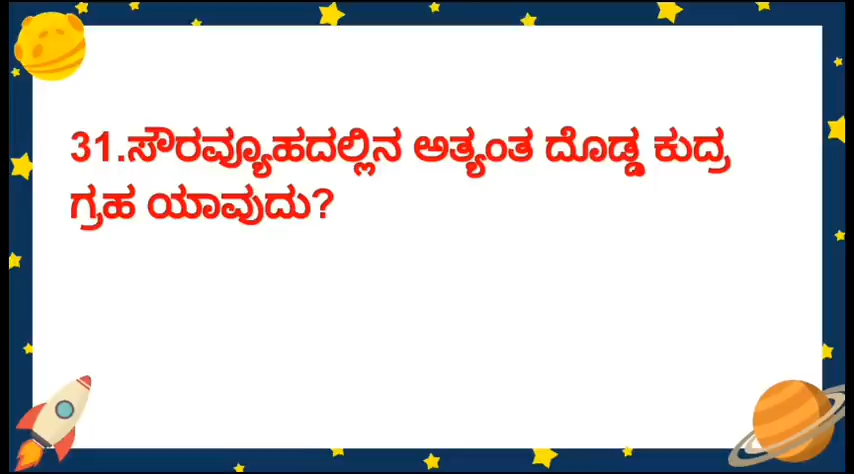 31.ಸೌರವ್ಯೂಹದಲ್ಲಿನ ಅತ್ಯಂತ ದೊಡ್ಡ ಕುದ್ರ
ಗ್ರಹ ಯಾವುದು?